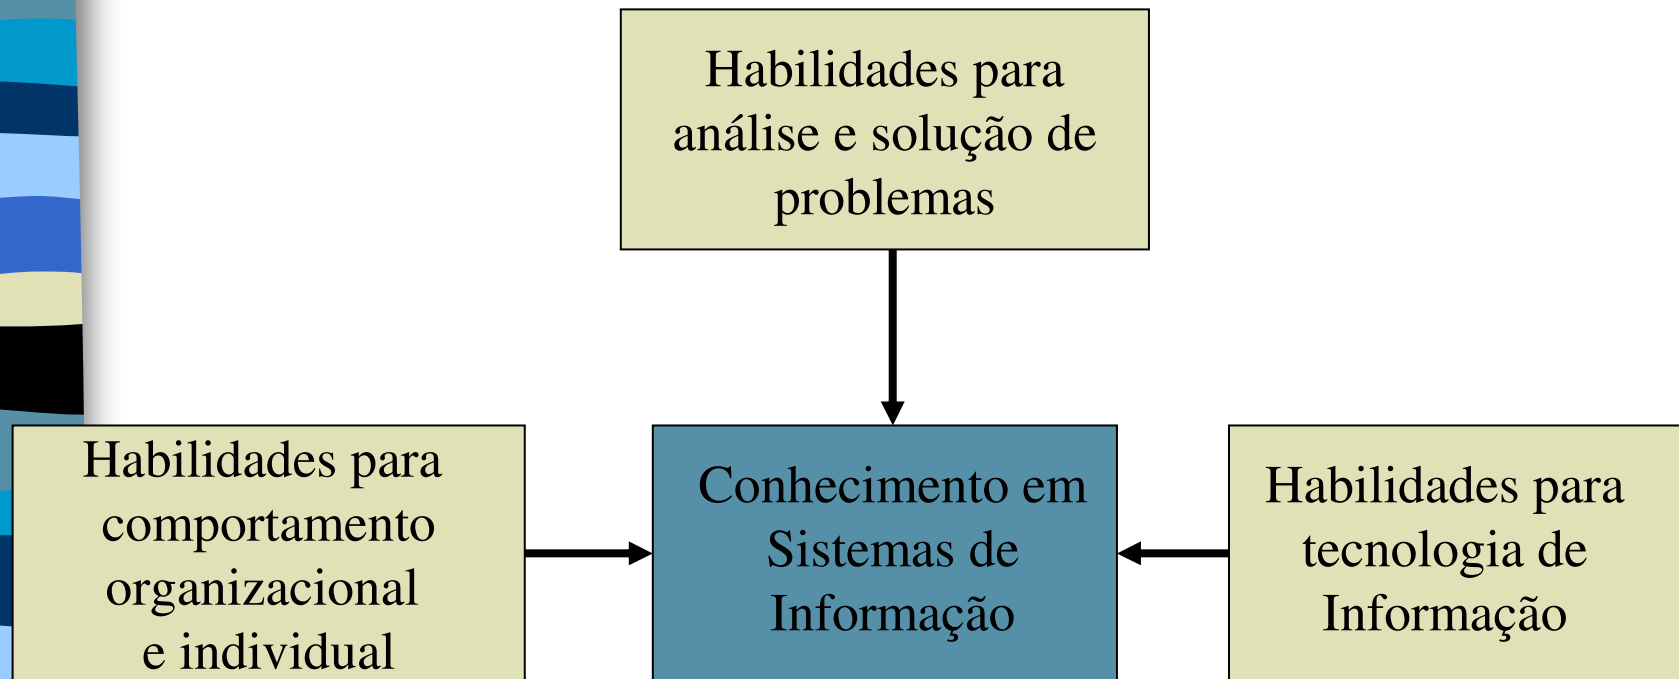 Habilidades para
análise e solução de
problemas
Habilidades para
comportamento
organizacional
e individual
Conhecimento em
Sistemas de
Informação
Habilidades para
tecnologia de
Informação